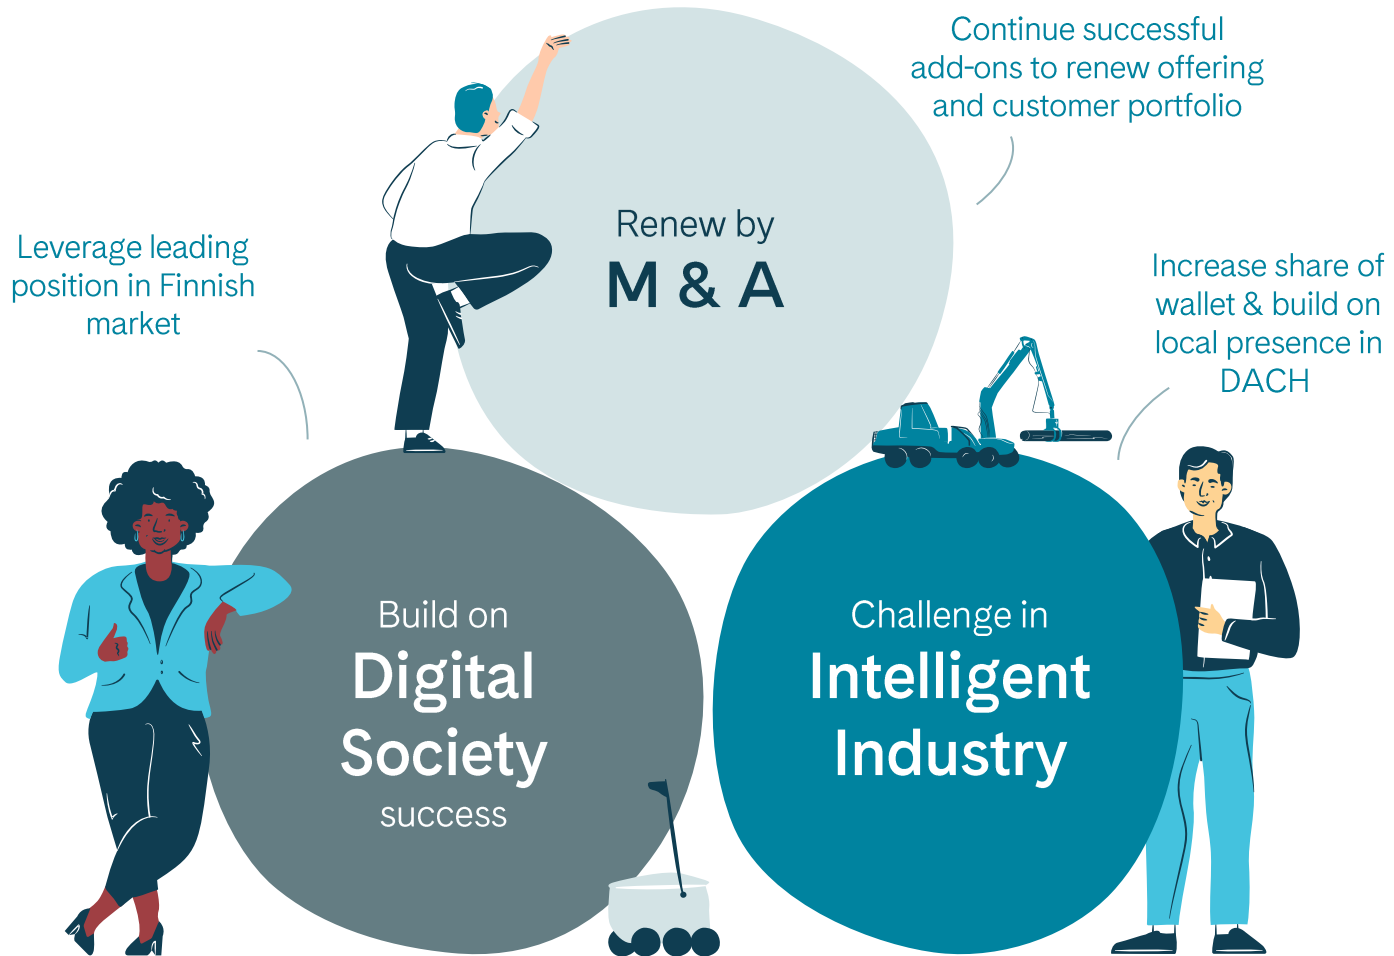 Continue successful
add-ons to renew offering
and customer portfolio
Renew by
M & A
Leverage leading
position in Finnish
market
Increase share of
wallet & build on
local presence in
DACH
Build on
Digital
Society
success
Challenge in
Intelligent
Industry